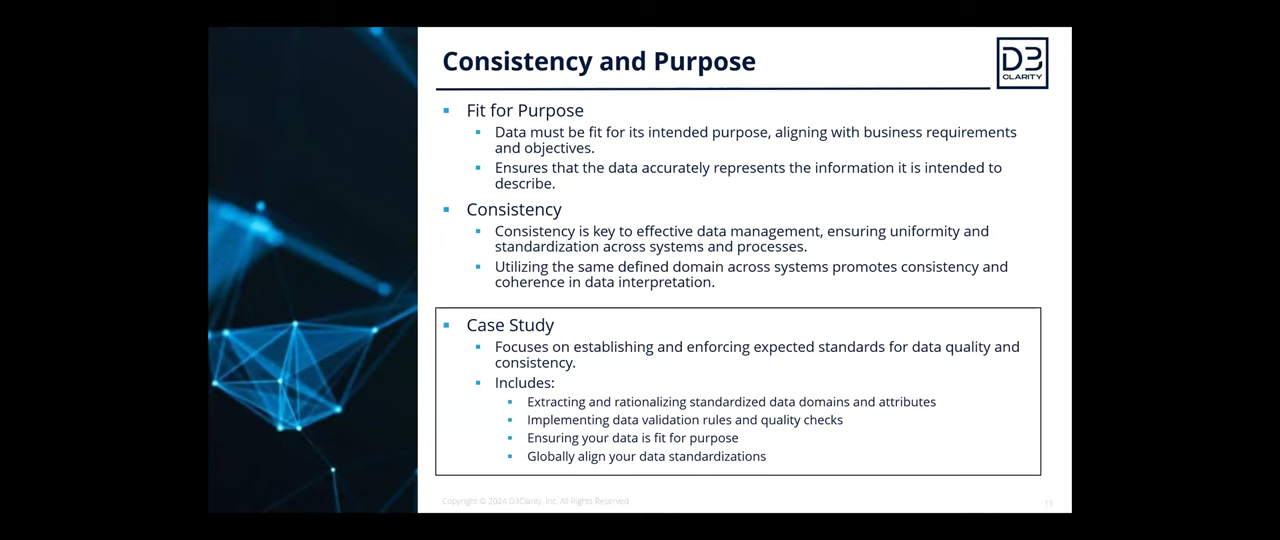 Consistency and Purpose
D3
CLARITY
Fit for Purpose
Data must be fit for its intended purpose, aligning with business requirements
and objectives.
Ensures that the data accurately represents the information it is intended to
describe.
Consistency
Consistency is key to effective data management, ensuring uniformity and
standardization across systems and processes.
Utilizing the same defined domain across systems promotes consistency and
coherence in data interpretation.
Case Study
Focuses on establishing and enforcing expected standards for data quality and
consistency.
Includes:
Extracting and rationalizing standardized data domains and attributes
Implementing data validation rules and quality checks
Ensuring your data is fit for purpose
Globally align your data standardizations
Copyright © 2024 D3Clarity, Inc. All Rights Reserved
11